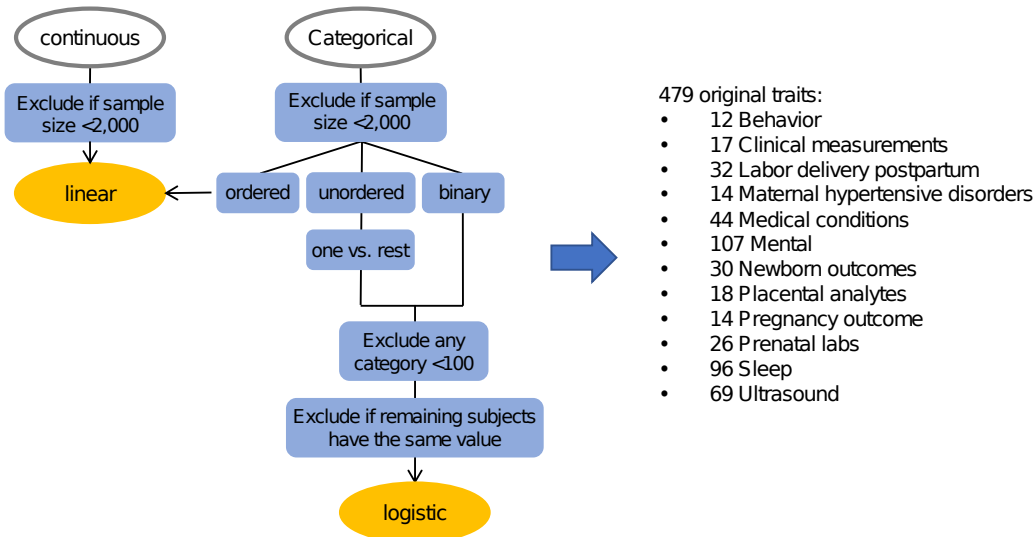 continuous
Categorical
Exclude if sample
size <2,000
Exclude if sample
size <2,000
linear
ordered
unordered
binary
one vs. rest
Exclude any
category <100
Exclude if remaining subjects
have the same value
logistic
479 original traits:
• 12 Behavior
• 17 Clinical measurements
• 32 Labor delivery postpartum
• 14 Maternal hypertensive disorders
• 44 Medical conditions
• 107 Mental
• 30 Newborn outcomes
• 18 Placental analytes
• 14 Pregnancy outcome
• 26 Prenatal labs
• 96 Sleep
• 69 Ultrasound